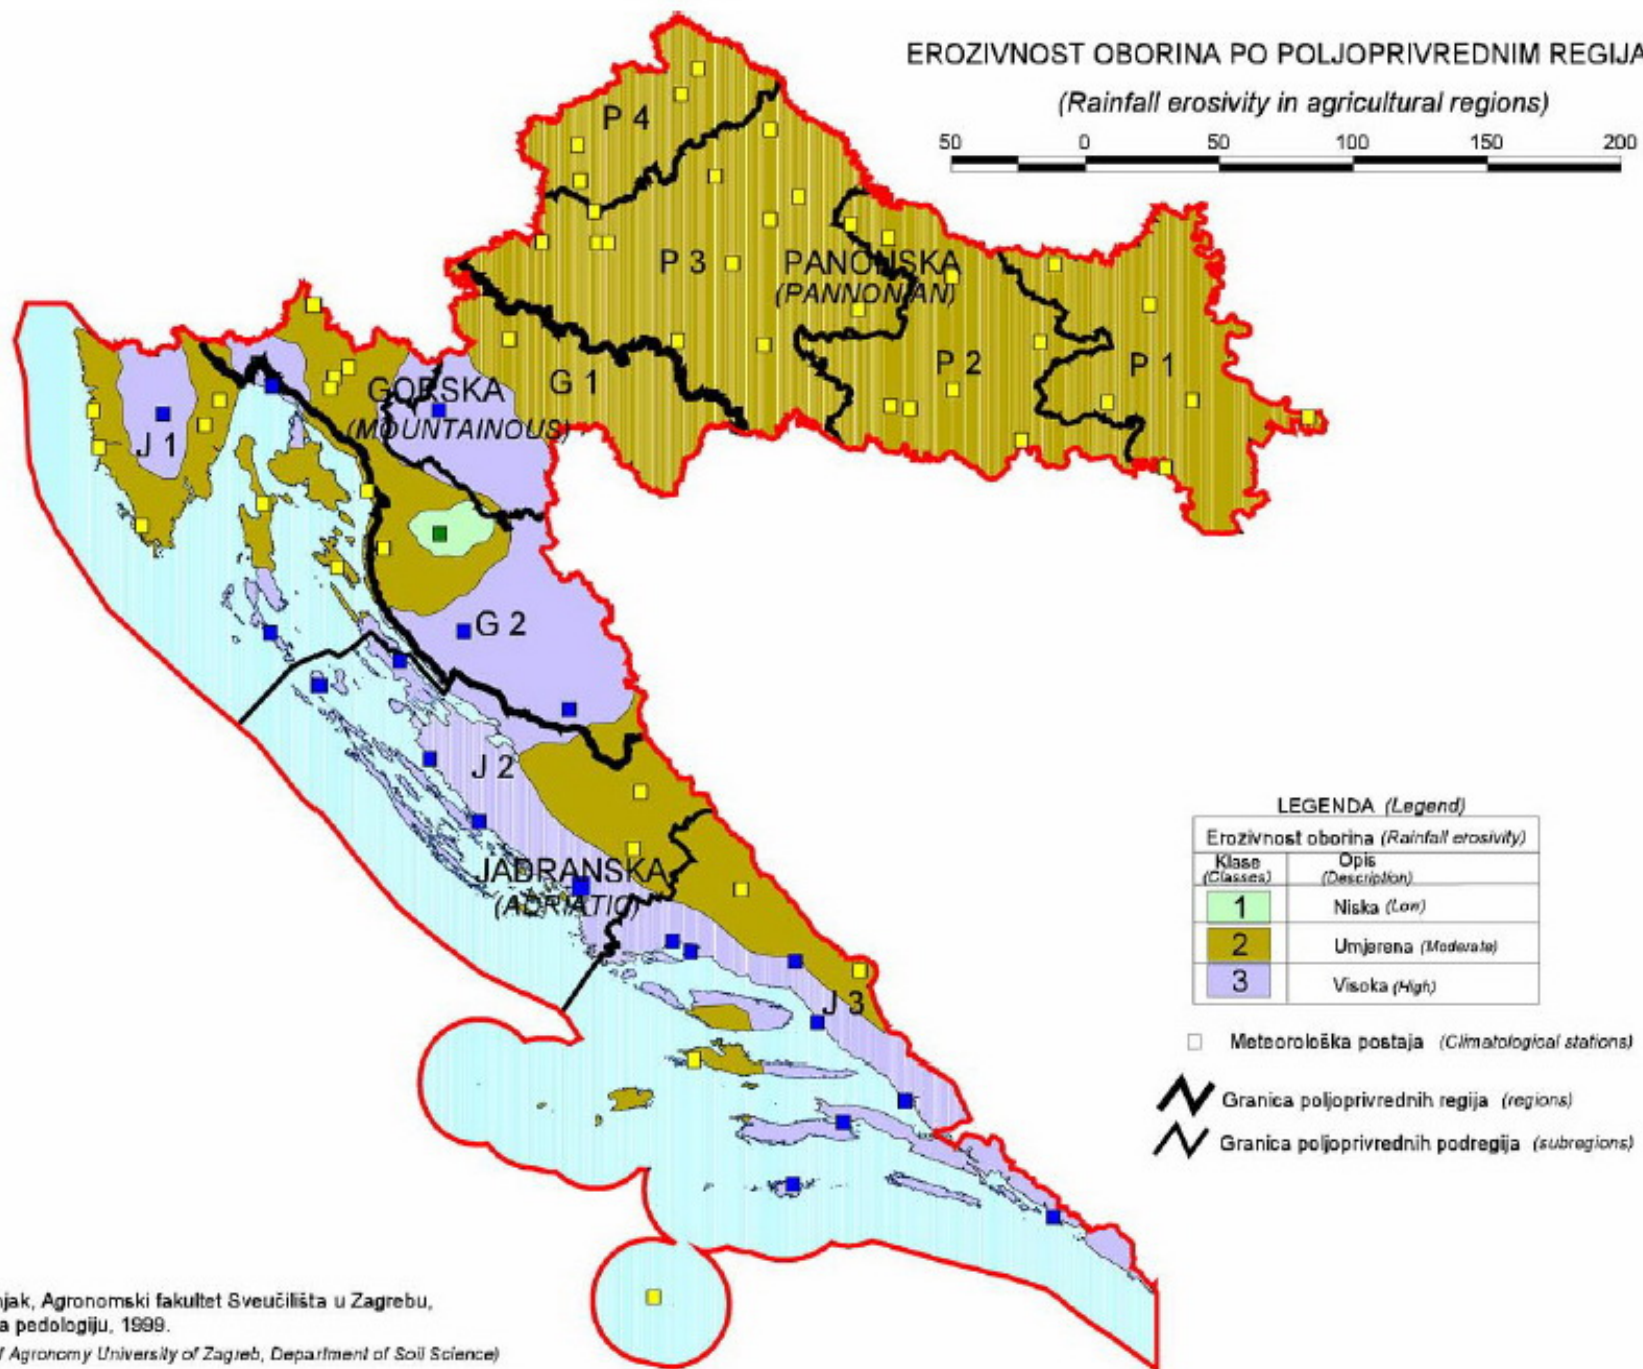 EROZIVNOST OBORINA PO POLJOPRIVREDNIM REGIJA
(Rainfall erosivity in agricultural regions)
50 0 50 100 150 200
P 4
P 3
PANONSKA
(PANNONIAN)
P 2
P 1
G 1
GORSKA
(MOUNTAINOUS)
J 1
G 2
J 2
JADRANSKA
(ADRIATIC)
J 3
LEGENDA (Legend)
Erozivnost oborina (Rainfall erosivity)
Klase Opis
(Classes) (Description)
1 Niska (Low)
2 Umjerena (Moderate)
3 Visoka (High)
Meteorološka postaja (Climatological stations)
Granica poljoprivrednih regija (regions)
Granica poljoprivrednih podregija (subregions)
njak, Agronomski fakultet Sveučilišta u Zagrebu,
a pedologiju, 1999.
f Agronomy University of Zagreb, Department of Soil Science)